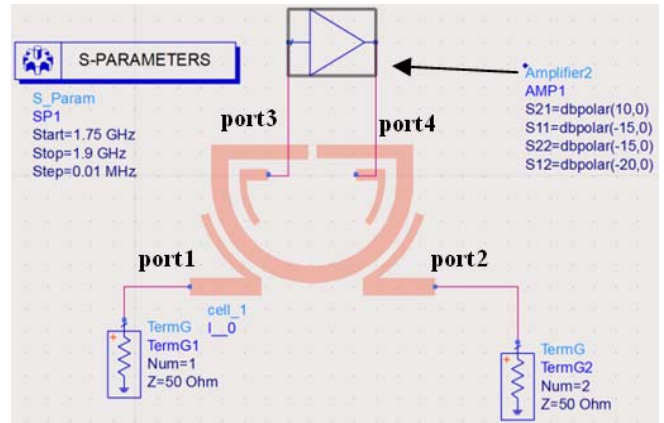 S-PARAMETERS
S_Param
SP1
Start=1.75 GHz
Stop=1.9 GHz
Step=0.01 MHz
port3
port4
Amplifier2
AMP1
S21=dbpolar(10,0)
S11=dbpolar(-15,0)
S22=dbpolar(-15,0)
S12=dbpolar(-20,0)
port1
port2
cell_1
I__0
TermG
TermG1
Num=1
Z=50 Ohm
TermG
TermG2
Num=2
Z=50 Ohm